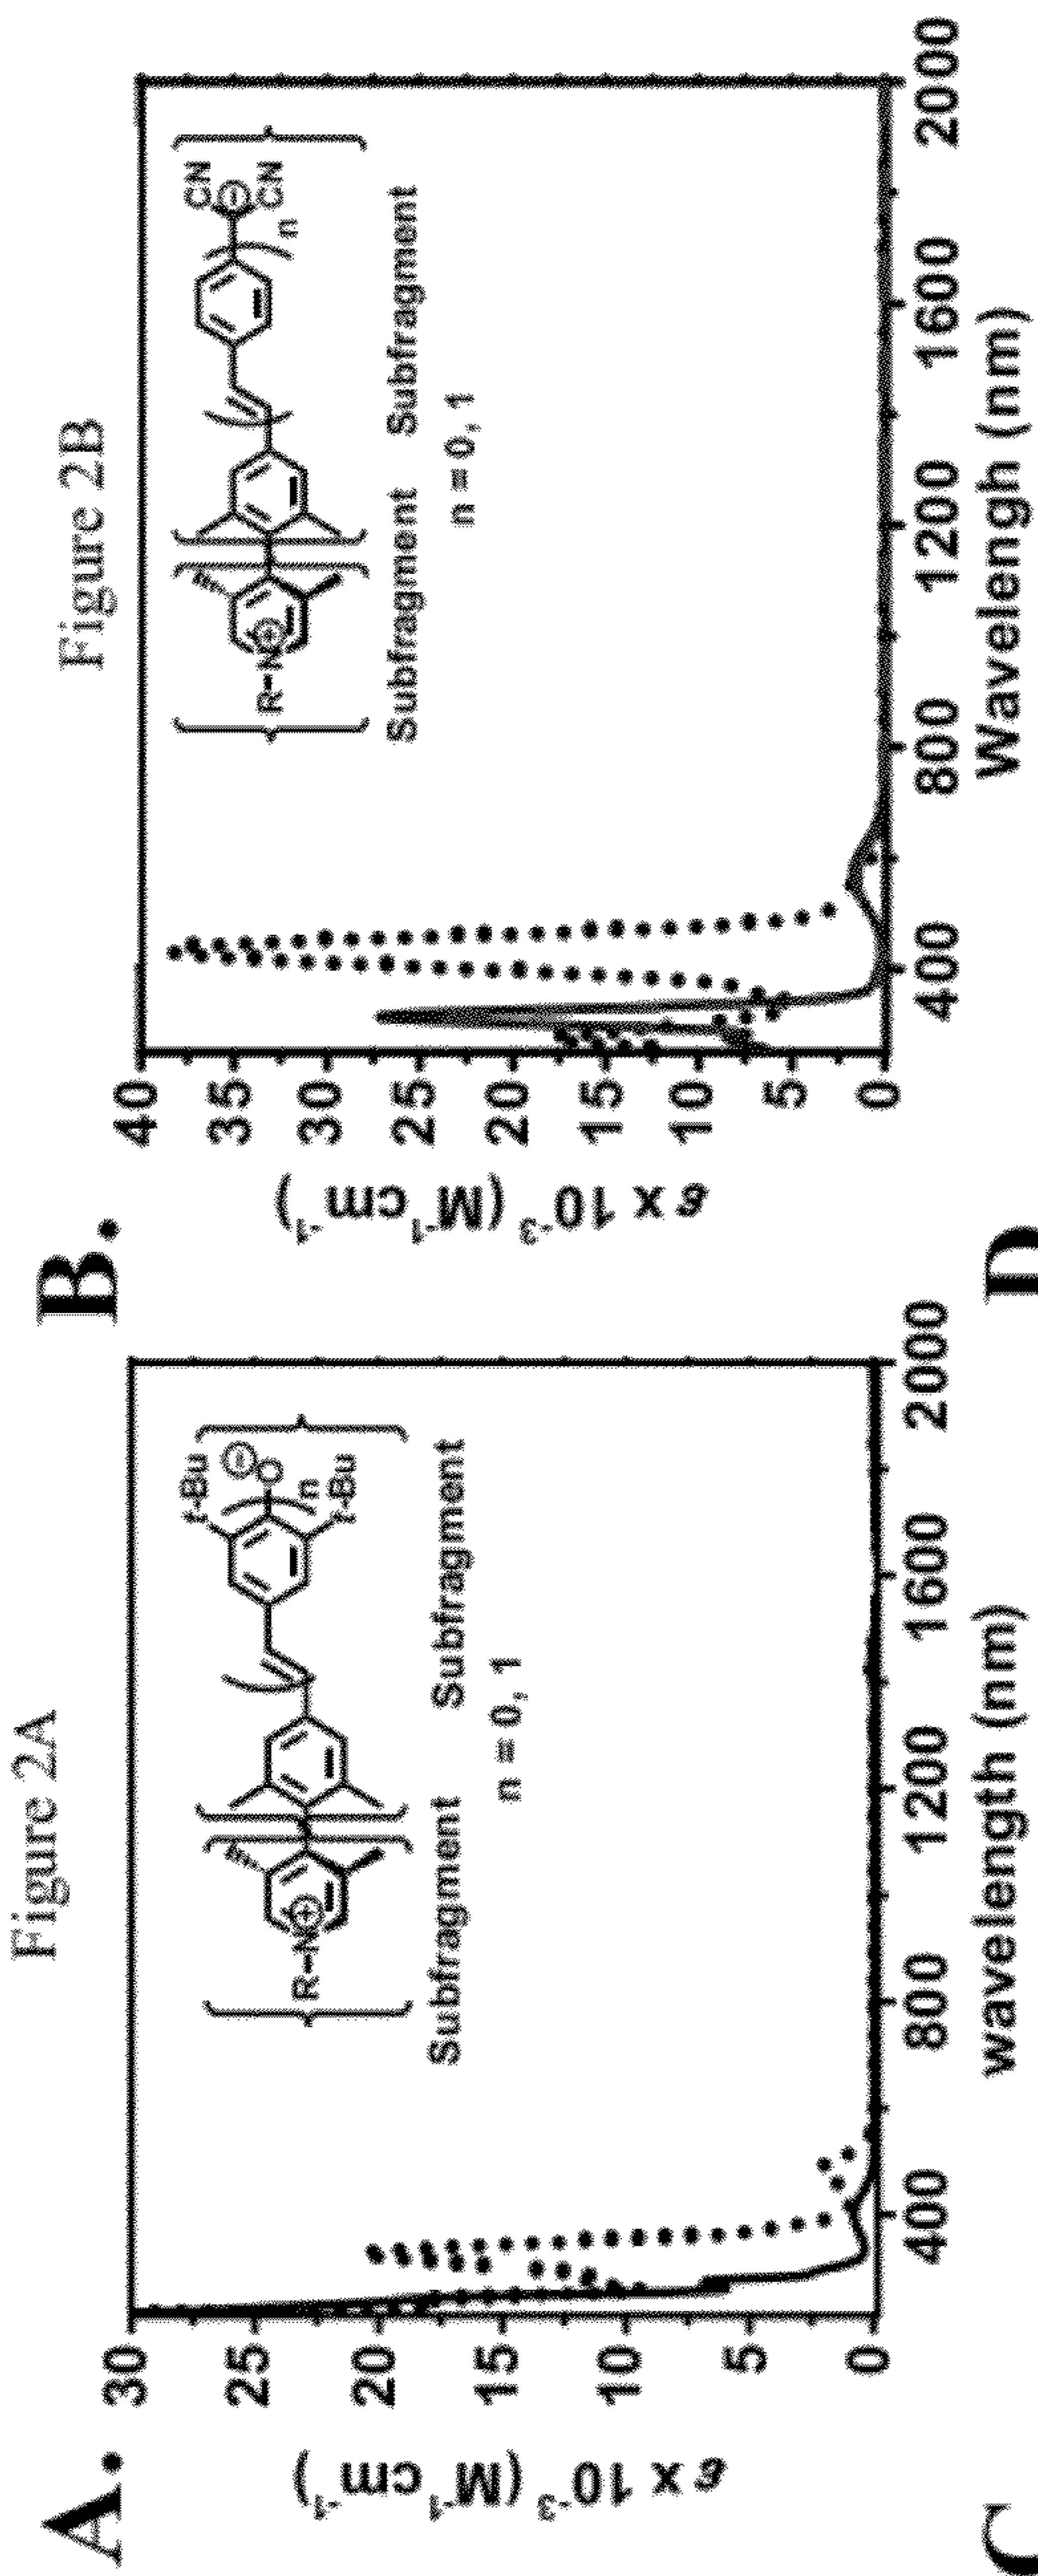 Figure 2A
A.
ε x 10⁻³ (M⁻¹cm⁻¹)
30
25
20
15
10
5
0
400
800
1200
1600
2000
wavelength (nm)
R-N⊕
t-Bu
⊖
O
n
t-Bu
Subfragment Subfragment
n = 0, 1
Figure 2B
B.
ε x 10⁻³ (M⁻¹cm⁻¹)
40
35
30
25
20
15
10
5
0
400
800
1200
1600
2000
Wavelengh (nm)
R-N⊕
CN
⊖
CN
n
Subfragment Subfragment
n = 0, 1
C
D